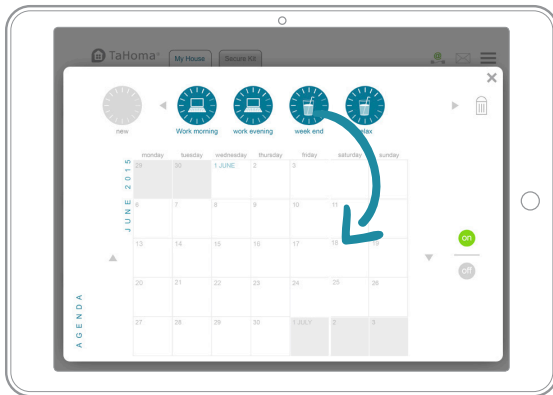 TaHoma®
My House
Secure Kit
new
Work morning
work evening
week end
relax
monday tuesday wednesday thursday friday saturday sunday
JUNE 2015
29 30 1 JUNE 2 3
6 7 8 9 10 11
13 14 15 16 17 18 19
20 21 22 23 24 25 26
27 28 29 30 1 JULY 2 3
AGENDA
on
off